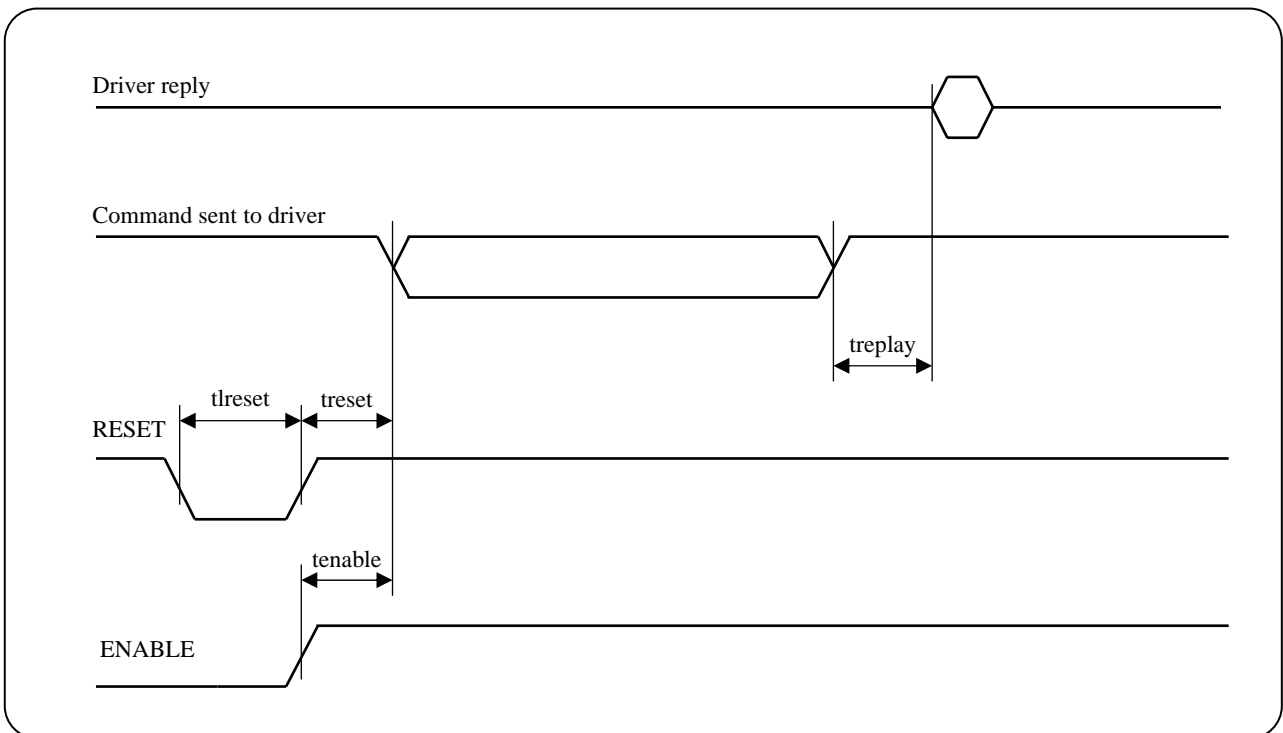 Driver reply
Command sent to driver
treplay
tlreset
treset
RESET
tenable
ENABLE